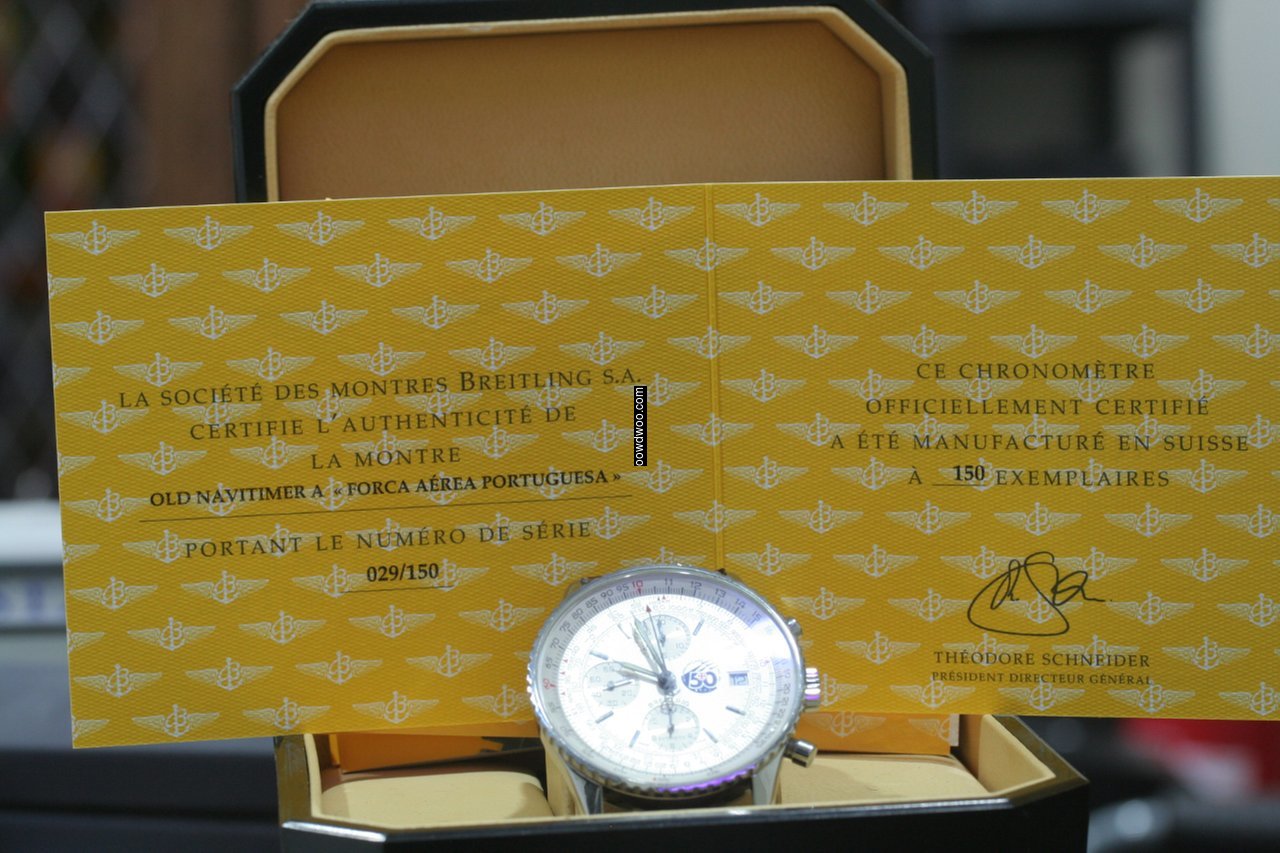 LA SOCIÉTÉ DES MONTRES BREITLING S.A.
CERTIFIE L'AUTHENTICITÉ DE
LA MONTRE
OLD NAVITIMER A « FORCA AÉREA PORTUGUESA »
PORTANT LE NUMÉRO DE SÉRIE
029/150
CE CHRONOMÈTRE
OFFICIELLEMENT CERTIFIÉ
A ÉTÉ MANUFACTURÉ EN SUISSE
À 150 EXEMPLAIRES
THÉODORE SCHNEIDER
PRÉSIDENT DIRECTEUR GÉNÉRAL
oowdwoo.com
50